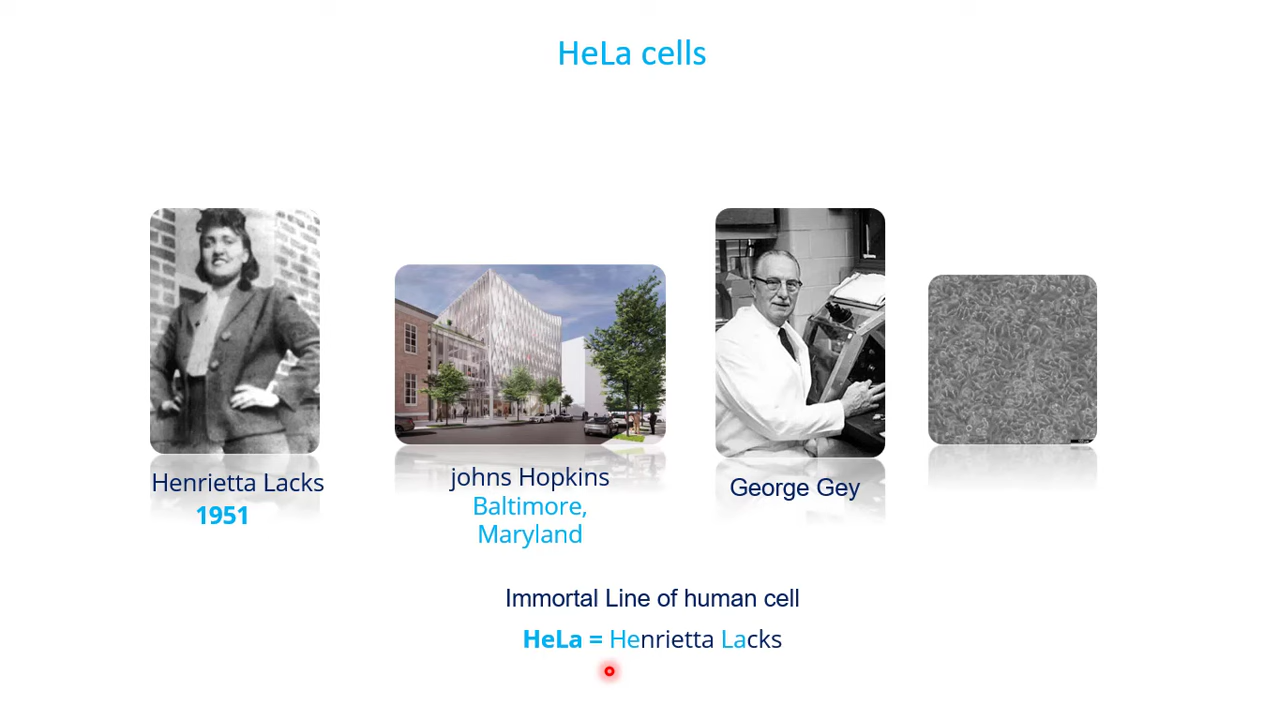 HeLa cells
Henrietta Lacks
1951
johns Hopkins
Baltimore,
Maryland
George Gey
Immortal Line of human cell
HeLa = Henrietta Lacks